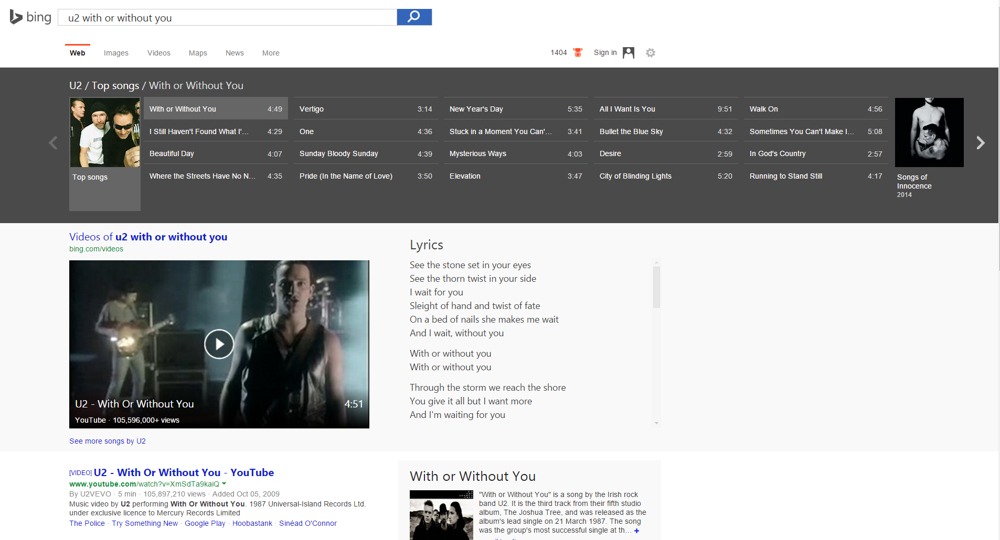 bing
u2 with or without you
Web Images Videos Maps News More
1404 Sign in
U2 / Top songs / With or Without You
Top songs
With or Without You 4:49
I Still Haven't Found What I'... 4:29
Beautiful Day 4:07
Where the Streets Have No N... 4:35
Vertigo 3:14
One 4:36
Sunday Bloody Sunday 4:39
Pride (In the Name of Love) 3:50
New Year's Day 5:35
Stuck in a Moment You Can'... 3:41
Mysterious Ways 4:03
Elevation 3:47
All I Want Is You 9:51
Bullet the Blue Sky 4:32
Desire 2:59
City of Blinding Lights 5:20
Walk On 4:56
Sometimes You Can't Make I... 5:08
In God's Country 2:57
Running to Stand Still 4:17
Songs of
Innocence
2014
Videos of u2 with or without you
bing.com/videos
U2 - With Or Without You 4:51
YouTube · 105,596,000+ views
See more songs by U2
Lyrics
See the stone set in your eyes
See the thorn twist in your side
I wait for you
Sleight of hand and twist of fate
On a bed of nails she makes me wait
And I wait, without you
With or without you
With or without you
Through the storm we reach the shore
You give it all but I want more
And I'm waiting for you
[VIDEO] U2 - With Or Without You - YouTube
www.youtube.com/watch?v=XmSdTa9kaiQ
By U2VEVO · 5 min · 105,897,210 views · Added Oct 05, 2009
Music video by U2 performing With Or Without You. 1987 Universal-Island Records Ltd.
under exclusive licence to Mercury Records Limited
The Police · Try Something New · Google Play · Hoobastank · Sinéad O'Connor
With or Without You
"With or Without You" is a song by the Irish rock
band U2. It is the third track from their fifth studio
album, The Joshua Tree, and was released as the
album's lead single on 21 March 1987. The song
was the group's most successful single at th... +